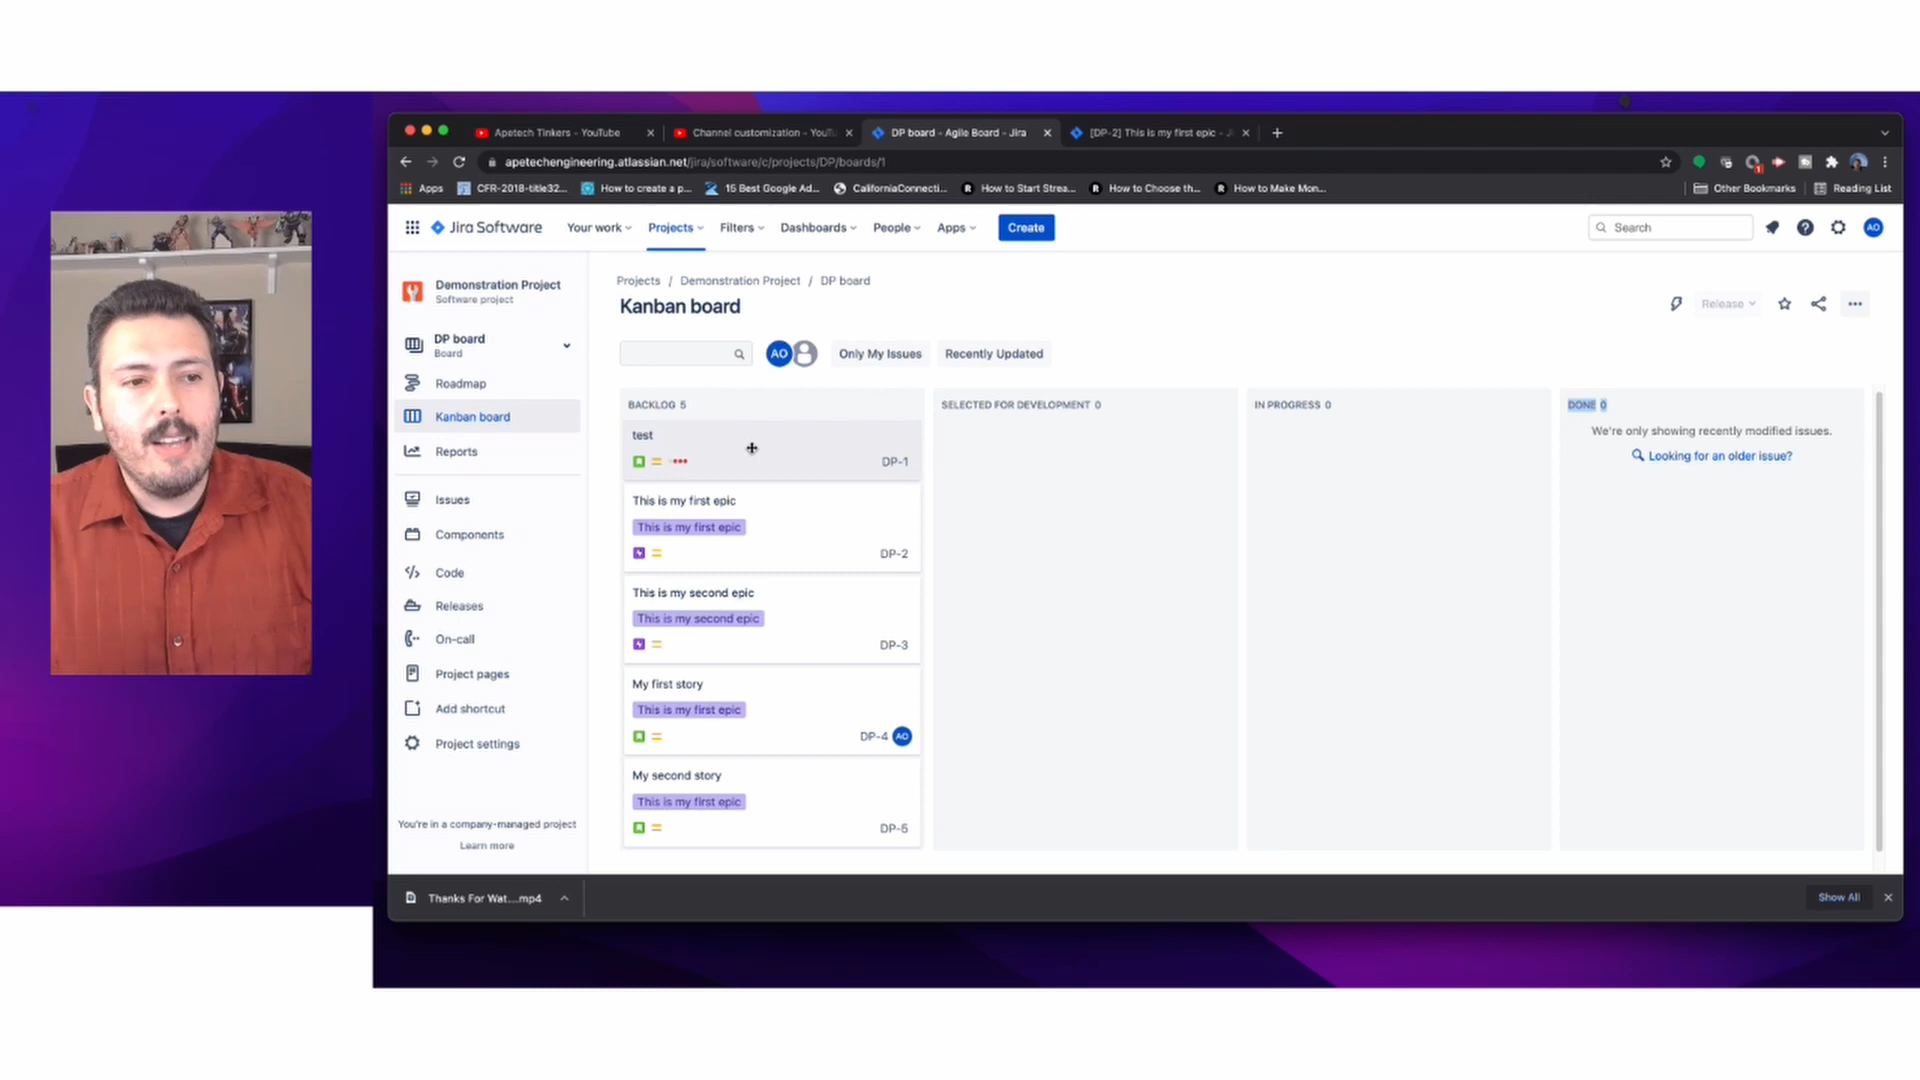 Apetech Tinkers - YouTube
Channel customization - YouTu
DP board - Agile Board - Jira
[DP-2] This is my first epic - Ji
apetechengineering.atlassian.net/jira/software/c/projects/DP/boards/1
Apps
CFR-2018-title32...
How to create a p...
15 Best Google Ad...
CaliforniaConnecti...
How to Start Strea...
How to Choose th...
How to Make Mon...
Other Bookmarks
Reading List
Jira Software
Your work
Projects
Filters
Dashboards
People
Apps
Create
Search
AO
Demonstration Project
Software project
DP board
Board
Roadmap
Kanban board
Reports
Issues
Components
Code
Releases
On-call
Project pages
Add shortcut
Project settings
You're in a company-managed project
Learn more
Projects / Demonstration Project / DP board
Kanban board
Release
AO
Only My Issues
Recently Updated
BACKLOG 5
test
DP-1
This is my first epic
This is my first epic
DP-2
This is my second epic
This is my second epic
DP-3
My first story
This is my first epic
DP-4 AO
My second story
This is my first epic
DP-5
SELECTED FOR DEVELOPMENT 0
IN PROGRESS 0
DONE 0
We're only showing recently modified issues.
Looking for an older issue?
Thanks For Wat....mp4
Show All